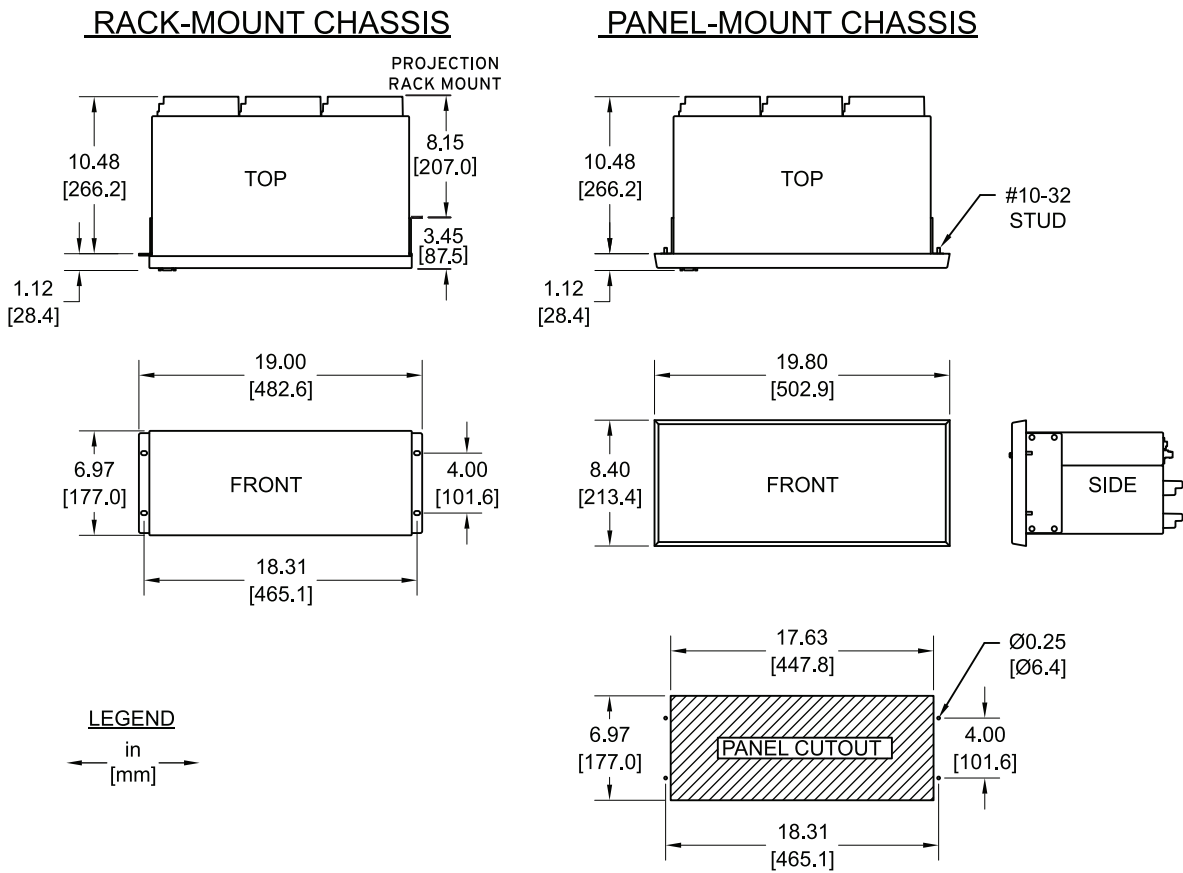 RACK-MOUNT CHASSIS
PROJECTION
RACK MOUNT
10.48
[266.2]
TOP
8.15
[207.0]
3.45
[87.5]
1.12
[28.4]
19.00
[482.6]
6.97
[177.0]
FRONT
4.00
[101.6]
18.31
[465.1]
LEGEND
in
[mm]
PANEL-MOUNT CHASSIS
10.48
[266.2]
TOP
#10-32
STUD
1.12
[28.4]
19.80
[502.9]
8.40
[213.4]
FRONT
SIDE
17.63
[447.8]
Ø0.25
[Ø6.4]
6.97
[177.0]
PANEL CUTOUT
4.00
[101.6]
18.31
[465.1]